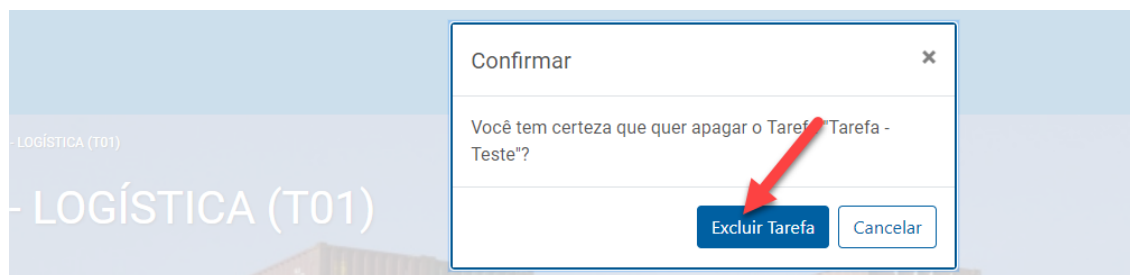 Confirmar ×
Você tem certeza que quer apagar o Tarefa "Tarefa -
Teste"?
- LOGÍSTICA (T01)
- LOGÍSTICA (T01)
Excluir Tarefa
Cancelar